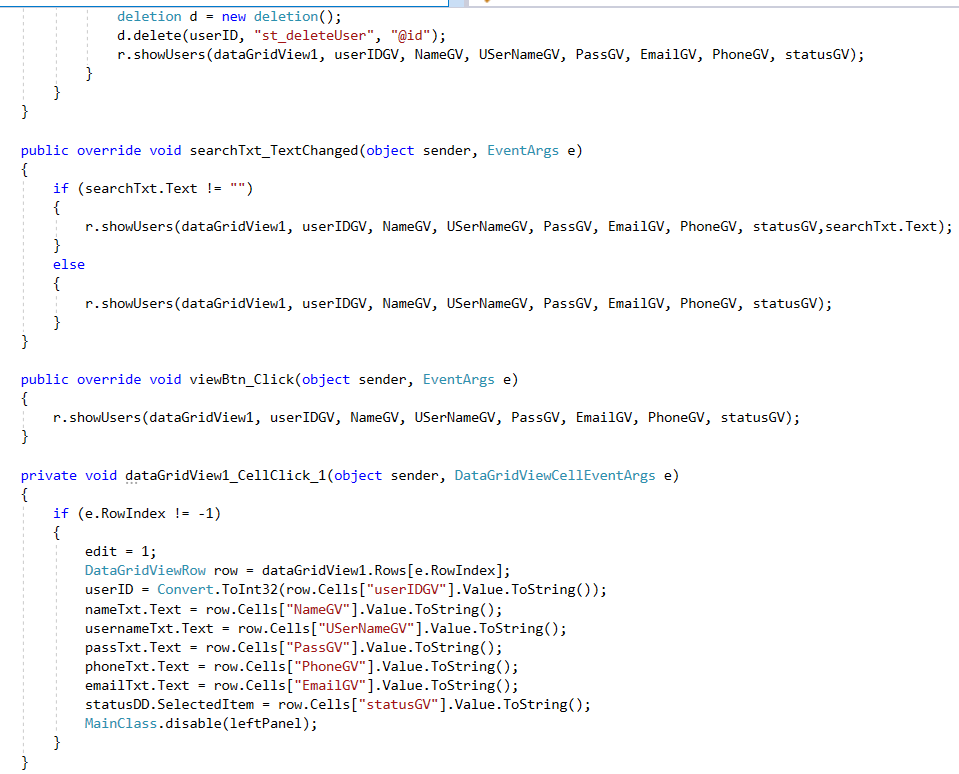 deletion d = new deletion();
d.delete(userID, "st_deleteUser", "@id");
r.showUsers(dataGridView1, userIDGV, NameGV, USerNameGV, PassGV, EmailGV, PhoneGV, statusGV);
}
}
}
public override void searchTxt_TextChanged(object sender, EventArgs e)
{
if (searchTxt.Text != "")
{
r.showUsers(dataGridView1, userIDGV, NameGV, USerNameGV, PassGV, EmailGV, PhoneGV, statusGV,searchTxt.Text);
}
else
{
r.showUsers(dataGridView1, userIDGV, NameGV, USerNameGV, PassGV, EmailGV, PhoneGV, statusGV);
}
}
public override void viewBtn_Click(object sender, EventArgs e)
{
r.showUsers(dataGridView1, userIDGV, NameGV, USerNameGV, PassGV, EmailGV, PhoneGV, statusGV);
}
private void dataGridView1_CellClick_1(object sender, DataGridViewCellEventArgs e)
{
if (e.RowIndex != -1)
{
edit = 1;
DataGridViewRow row = dataGridView1.Rows[e.RowIndex];
userID = Convert.ToInt32(row.Cells["userIDGV"].Value.ToString());
nameTxt.Text = row.Cells["NameGV"].Value.ToString();
usernameTxt.Text = row.Cells["USerNameGV"].Value.ToString();
passTxt.Text = row.Cells["PassGV"].Value.ToString();
phoneTxt.Text = row.Cells["PhoneGV"].Value.ToString();
emailTxt.Text = row.Cells["EmailGV"].Value.ToString();
statusDD.SelectedItem = row.Cells["statusGV"].Value.ToString();
MainClass.disable(leftPanel);
}
}